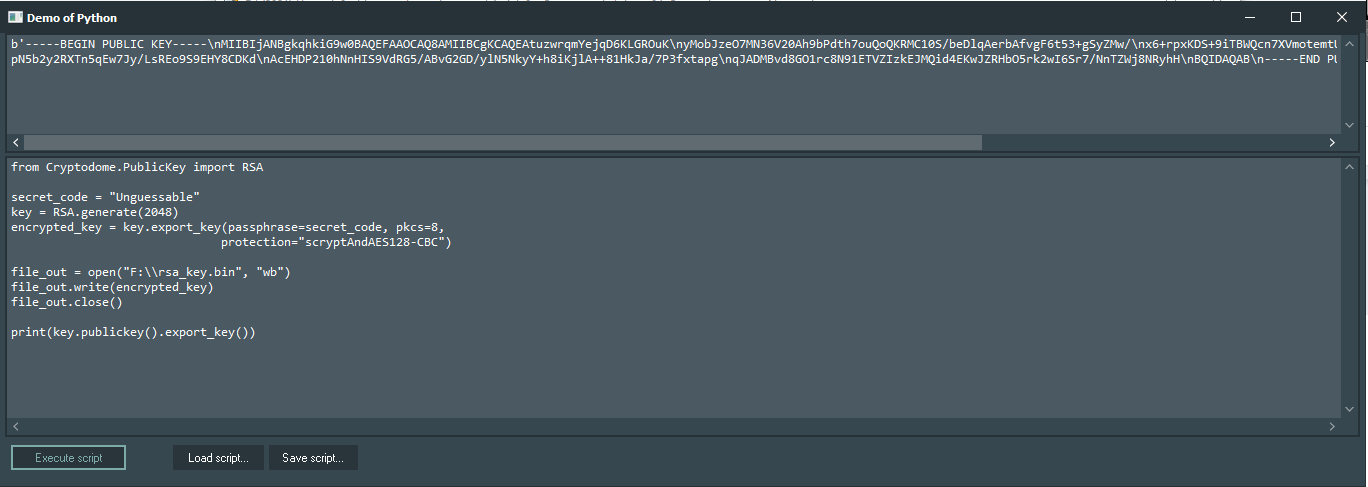 Demo of Python
b'-----BEGIN PUBLIC KEY-----\nMIIBIjANBgkqhkiG9w0BAQEFAAOCAQ8AMIIBCgKCAQEAtuzwrqmYejqD6KLGROuK\nyMobJzeO7MN36V20Ah9bPdth7ouQoQKRMC10S/beDlqAerbAfvgF6t53+gSyZMw/\nx6+rpxKDS+9iTBWQcn7XVmotemtU
pN5b2y2RXTn5qEw7Jy/LsREo9S9EHY8CDKd\nAcEHDP210hNnHIS9VdRG5/ABvG2GD/ylN5NkyY+h8iKjlA++81HkJa/7P3fxtapg\nqJADMBvd8GO1rc8N91ETVZIzkEJMQid4EKwJZRHbO5rk2wI6Sr7/NnTZWj8NRyhH\nBQIDAQAB\n-----END PU
from Cryptodome.PublicKey import RSA
secret_code = "Unguessable"
key = RSA.generate(2048)
encrypted_key = key.export_key(passphrase=secret_code, pkcs=8,
protection="scryptAndAES128-CBC")
file_out = open("F:\\rsa_key.bin", "wb")
file_out.write(encrypted_key)
file_out.close()
print(key.publickey().export_key())
Execute script Load script... Save script...